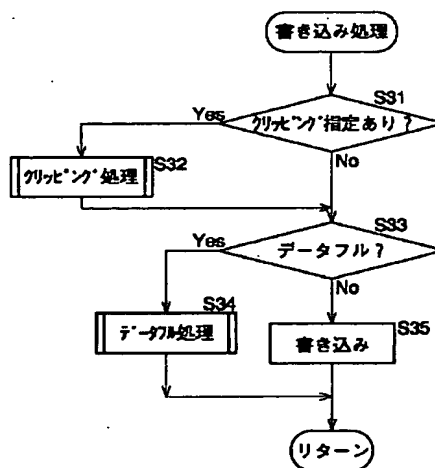 書き込み処理
S31
Yes
クリッピング指定あり?
S32
No
クリッピング処理
S33
Yes
データフル?
S34
No
データフル処理
S35
書き込み
リターン